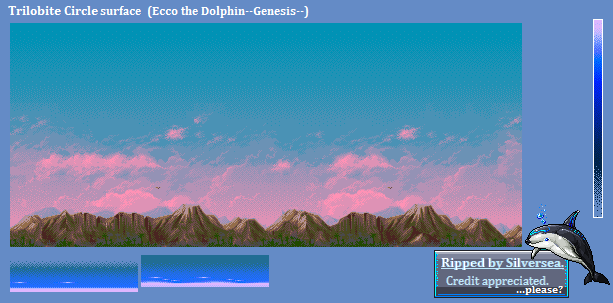 Trilobite Circle surface (Ecco the Dolphin--Genesis--)
Ripped by Silversea.
Credit appreciated.
...please?